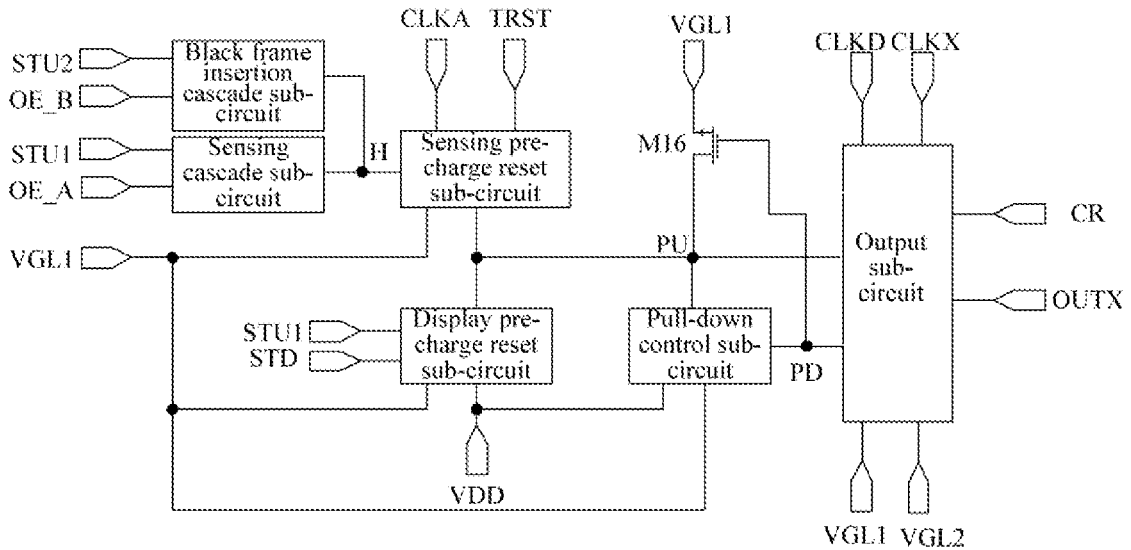 CLKA
TRST
VGL1
CLKD
CLKX
STU2
OE_B
Black frame
insertion
cascade sub-
circuit
STU1
OE_A
Sensing
cascade sub-
circuit
H
Sensing pre-
charge reset
sub-circuit
M16
CR
VGL1
PU
Output
sub-
circuit
OUTX
STU1
STD
Display pre-
charge reset
sub-circuit
Pull-down
control sub-
circuit
PD
VDD
VGL1
VGL2